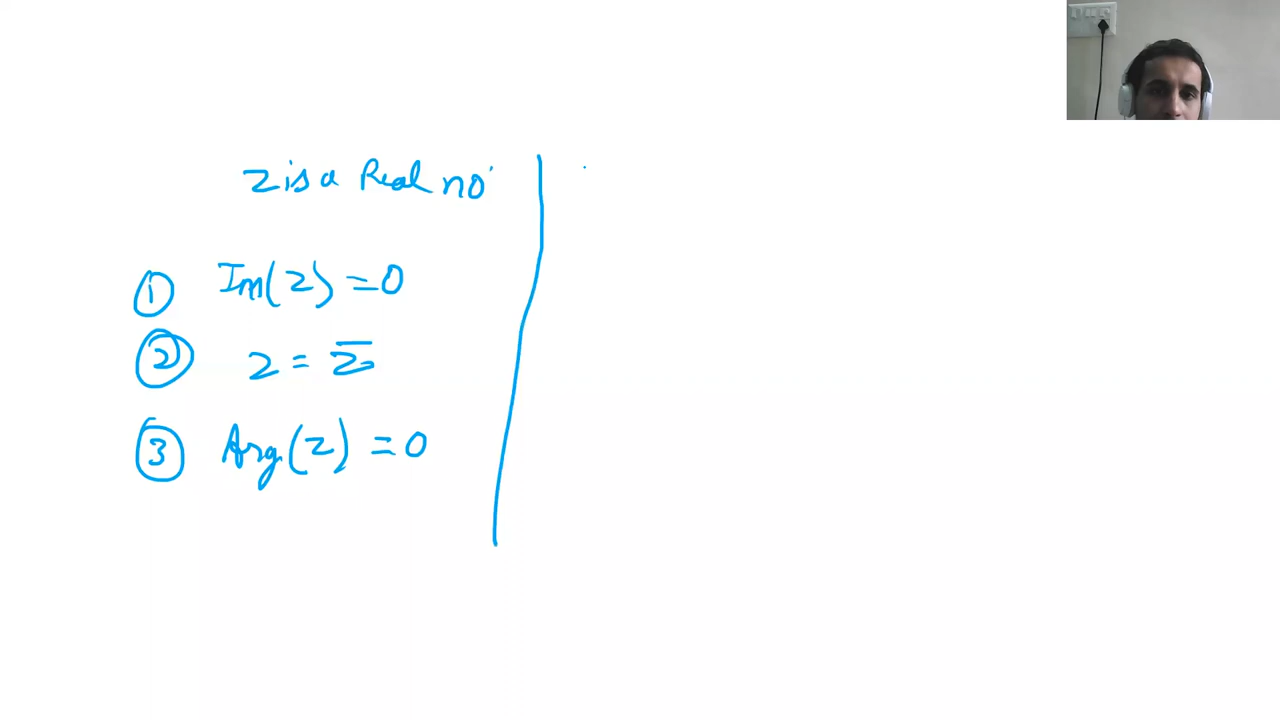 z is a Real no.
① Im(z) = 0
② z = z̅
③ Arg(z) = 0